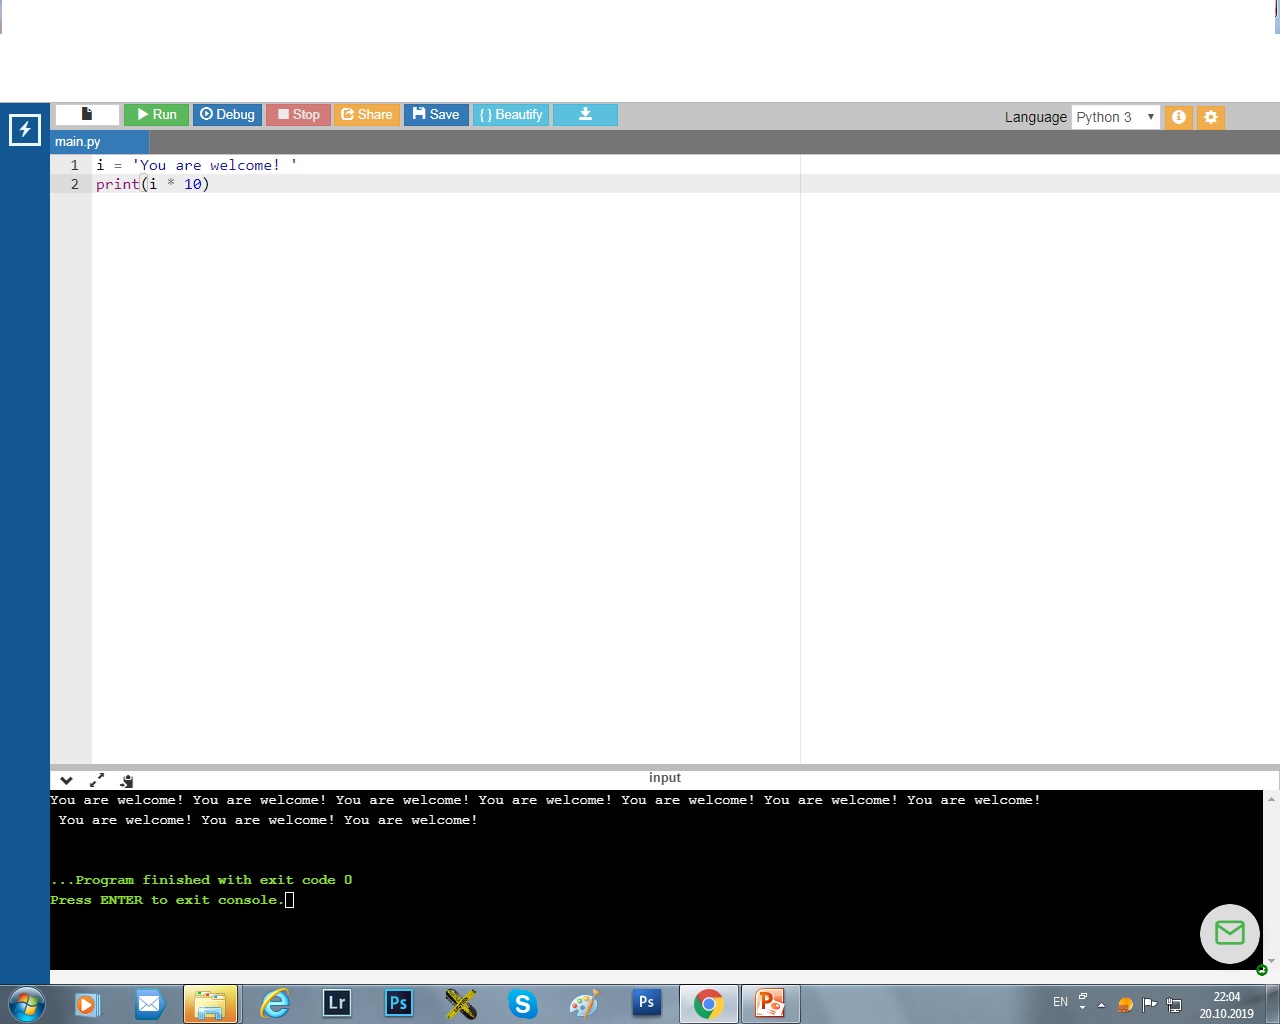 Run Debug Stop Share Save { } Beautify
Language Python 3
main.py
1 i = 'You are welcome! '
2 print(i * 10)
input
You are welcome! You are welcome! You are welcome! You are welcome! You are welcome! You are welcome! You are welcome!
You are welcome! You are welcome! You are welcome!
...Program finished with exit code 0
Press ENTER to exit console.
Lr Ps S Ps P EN 22:04
20.10.2019